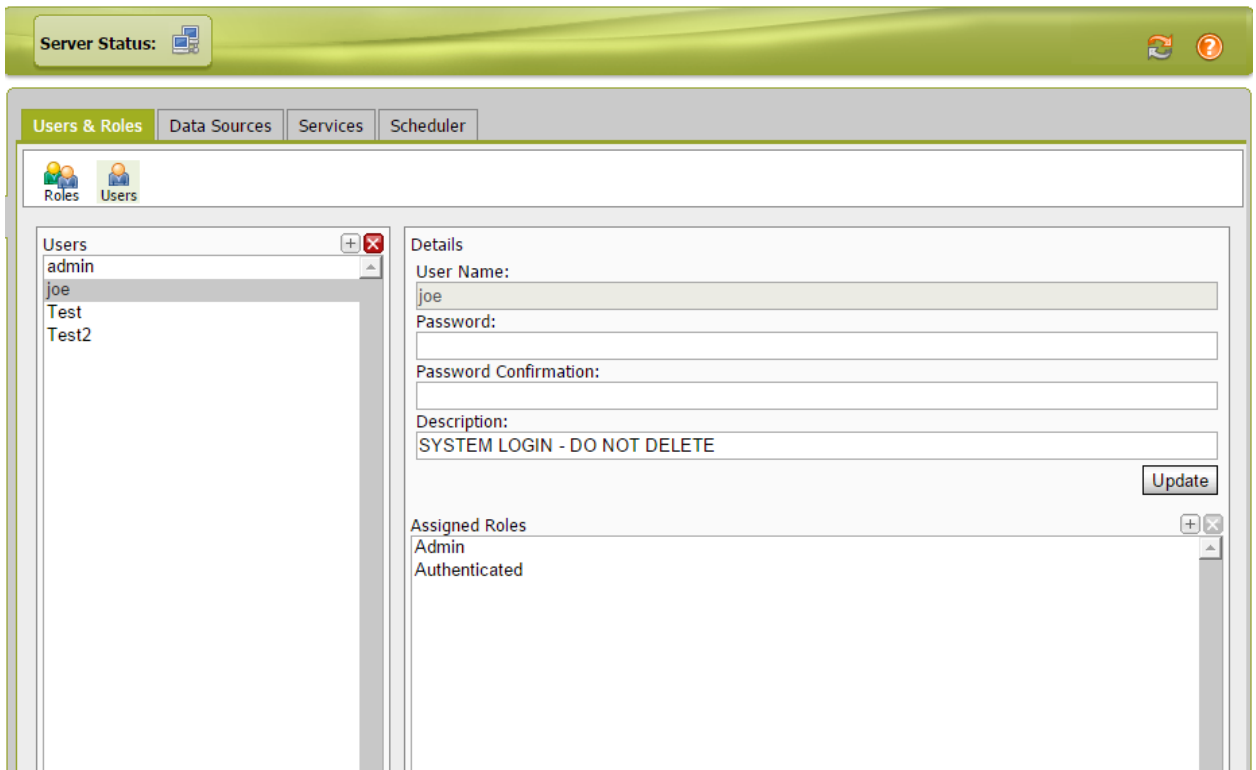 Server Status:
Users & Roles Data Sources Services Scheduler
Roles Users
Users
admin
joe
Test
Test2
Details
User Name:
joe
Password:
Password Confirmation:
Description:
SYSTEM LOGIN - DO NOT DELETE
Update
Assigned Roles
Admin
Authenticated